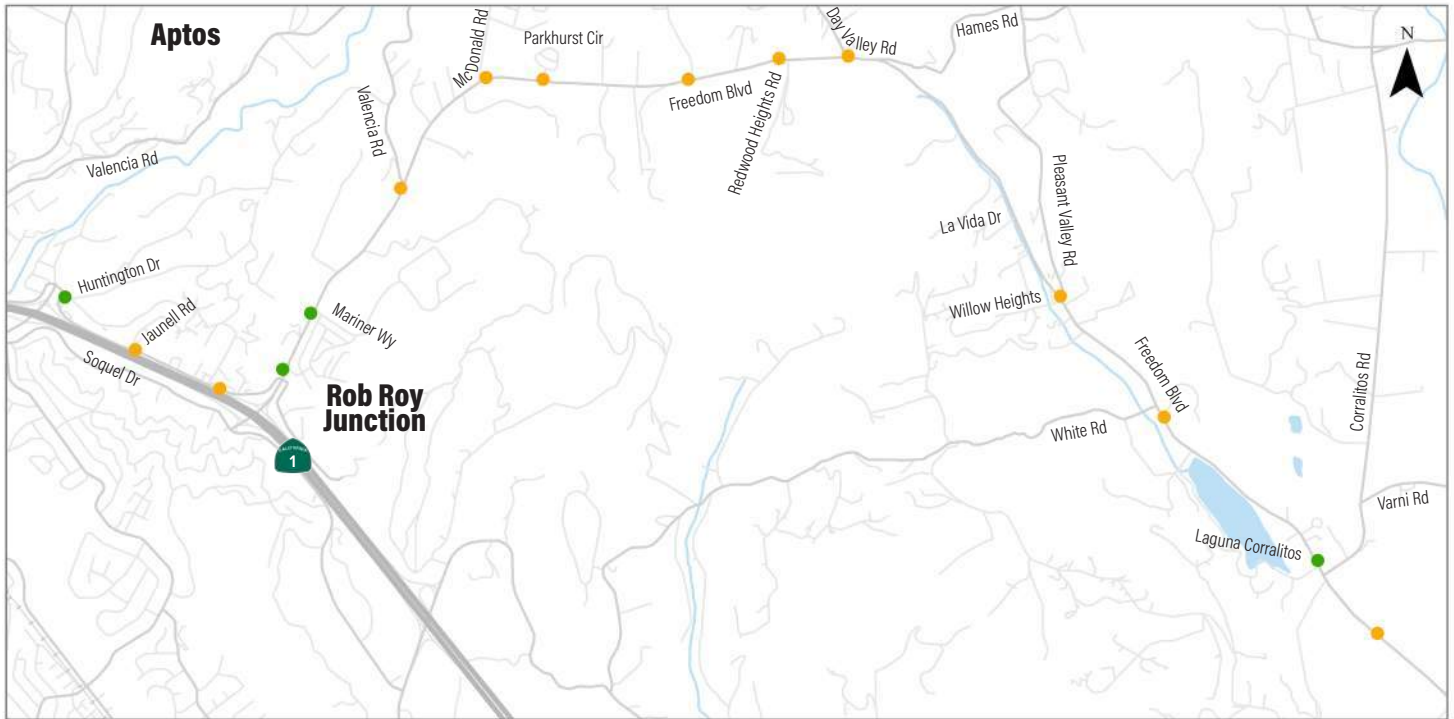 Aptos
McDonald Rd
Parkhurst Cir
Day Valley Rd
Hames Rd
N
Valencia Rd
Freedom Blvd
Redwood Heights Rd
Valencia Rd
Pleasant Valley Rd
La Vida Dr
Huntington Dr
Willow Heights
Jaunell Rd
Mariner Wy
Soquel Dr
Freedom Blvd
Corralitos Rd
Rob Roy
Junction
White Rd
CALIFORNIA
1
Varni Rd
Laguna Corralitos